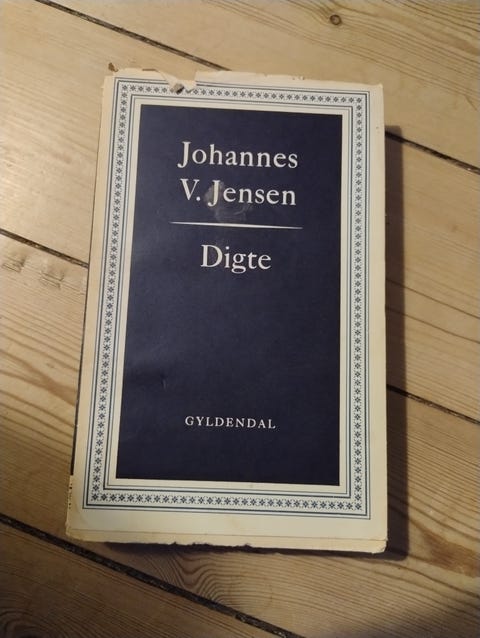 Johannes
V. Jensen
Digte
GYLDENDAL